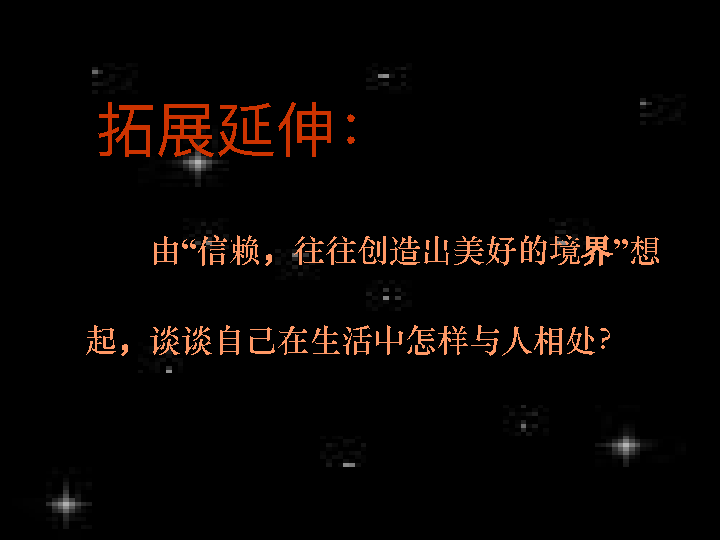 拓展延伸：
由“信赖，往往创造出美好的境界”想
起，谈谈自己在生活中怎样与人相处？